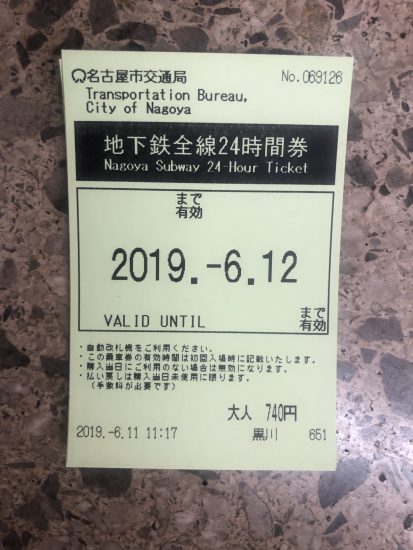 名古屋市交通局 No.069126
Transportation Bureau,
City of Nagoya
地下鉄全線24時間券
Nagoya Subway 24-Hour Ticket
まで
有効
2019.-6.12
VALID UNTIL
まで
有効
・自動改札機をご利用ください。
・この乗車券の有効時間は初回入場時に記載いたします。
・購入当日にご利用のない場合は無効になります。
・払い戻しは購入当日未使用に限ります。
(手数料が必要です)
大人 740円
2019.-6.11 11:17 黒川 651